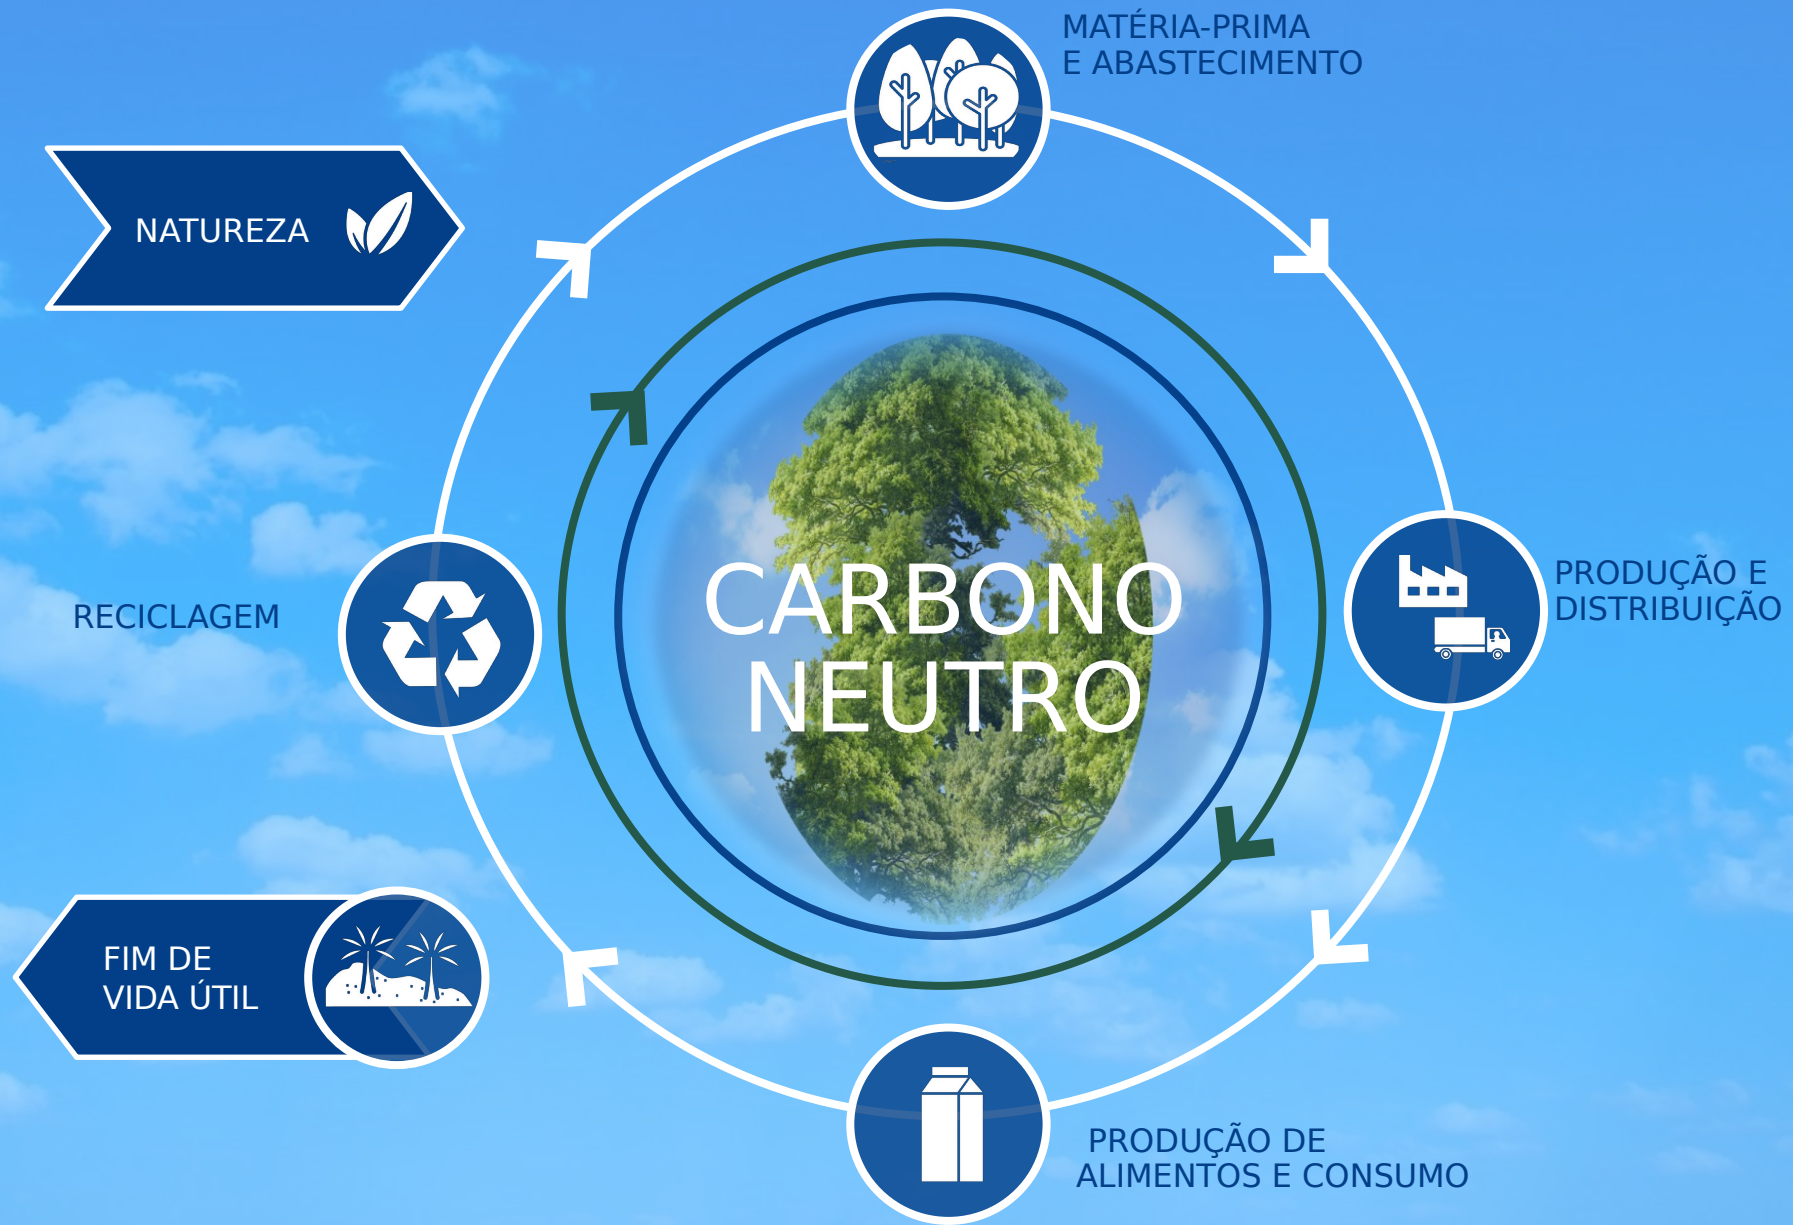 MATÉRIA-PRIMA
E ABASTECIMENTO
NATUREZA
CARBONO
NEUTRO
PRODUÇÃO E
DISTRIBUIÇÃO
RECICLAGEM
FIM DE
VIDA ÚTIL
PRODUÇÃO DE
ALIMENTOS E CONSUMO